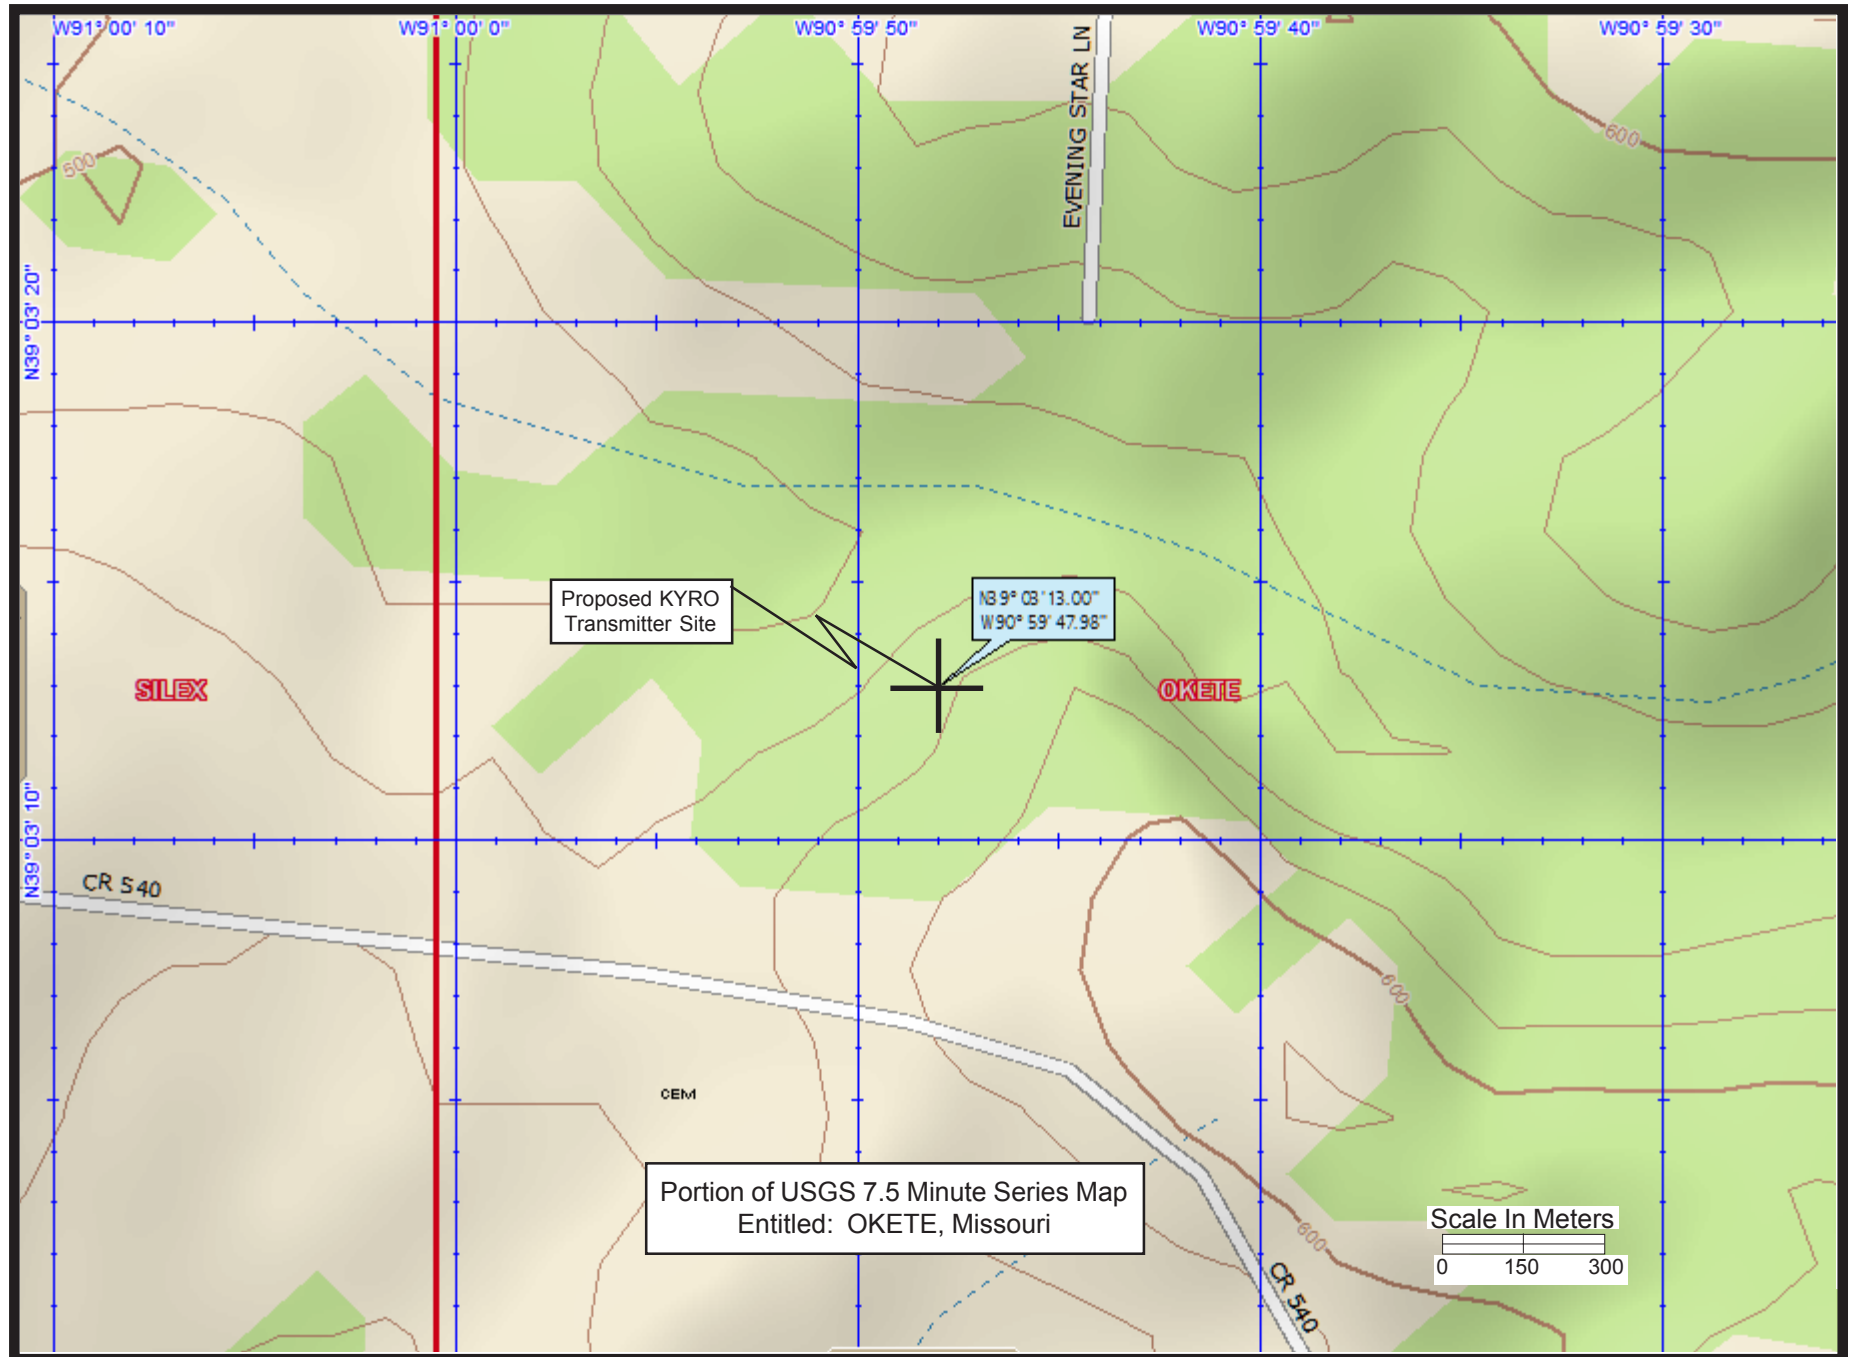 W91° 00' 10"
W91° 00' 0"
W90° 59' 50"
W90° 59' 40"
W90° 59' 30"
EVENING STAR LN
600
500
N39° 03' 20"
Proposed KYRO
Transmitter Site
N39° 03' 13.00"
W90° 59' 47.98"
SILEX
OKETE
N39° 03' 10"
CR 540
600
CEM
Portion of USGS 7.5 Minute Series Map
Entitled: OKETE, Missouri
600
CR 540
Scale In Meters
0 150 300